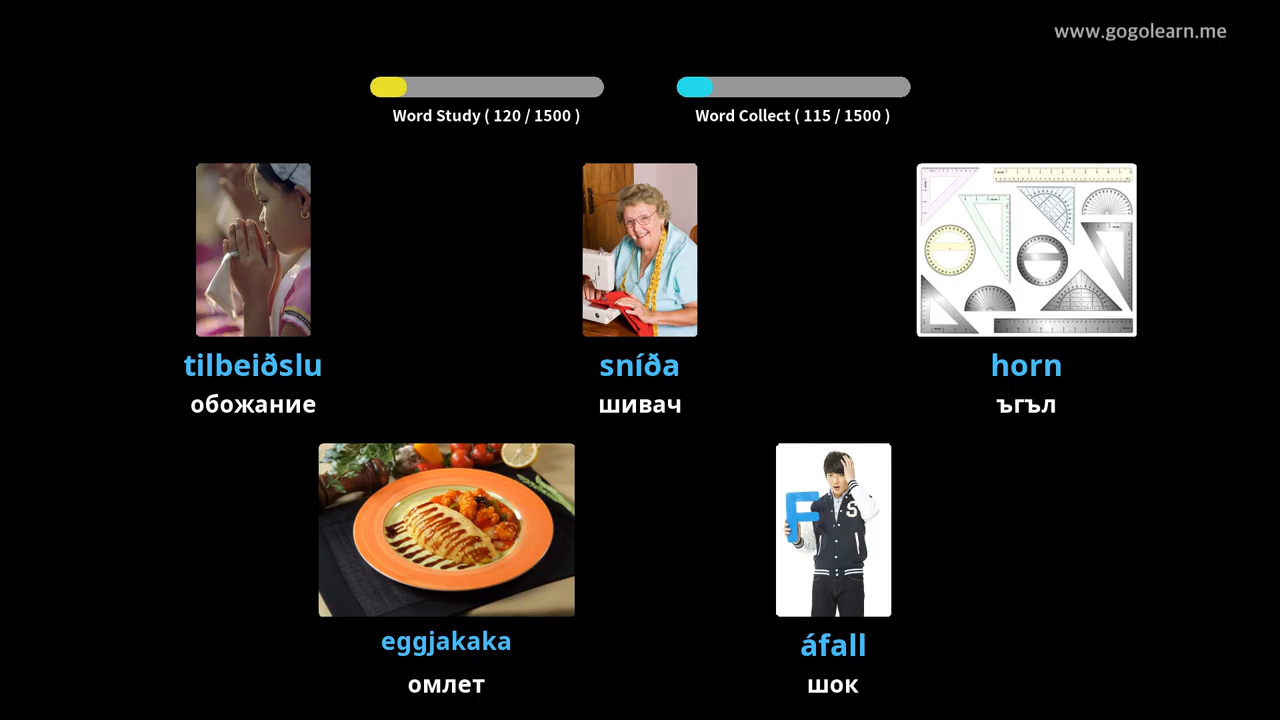 www.gogolearn.me
Word Study ( 120 / 1500 )
Word Collect ( 115 / 1500 )
tilbeiðslu
обожание
sníða
шивач
horn
ъгъл
F
S
eggjakaka
омлет
áfall
шок